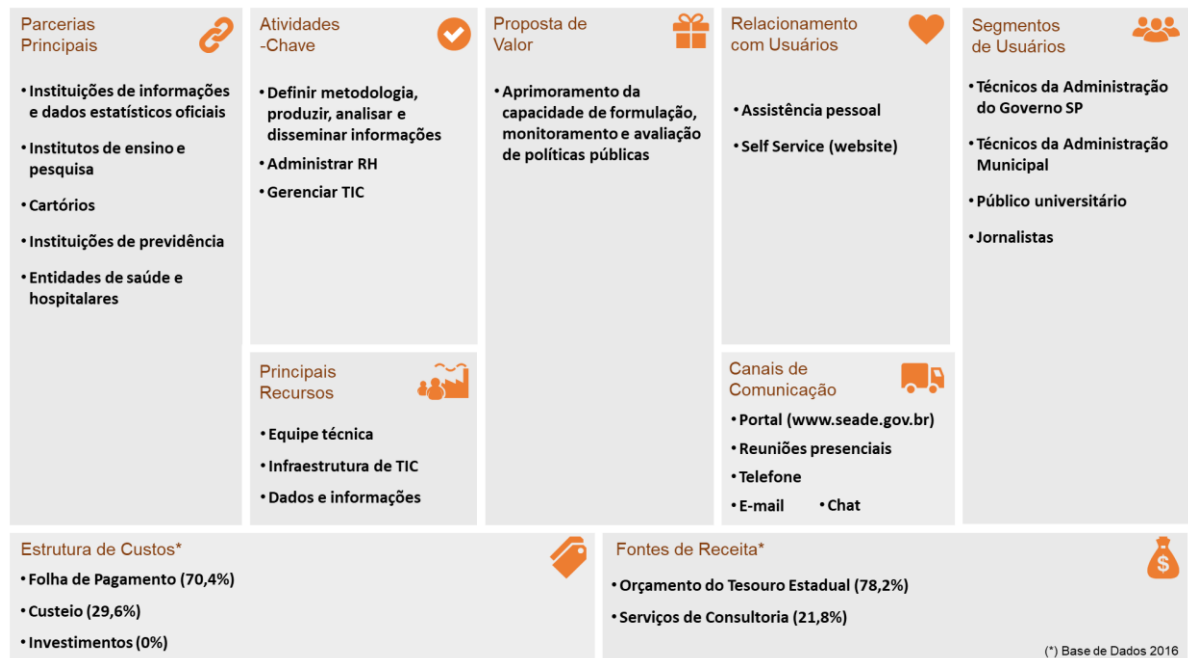 Parcerias
Principais
• Instituições de informações
e dados estatísticos oficiais
• Institutos de ensino e
pesquisa
• Cartórios
• Instituições de previdência
• Entidades de saúde e
hospitalares
Atividades
-Chave
• Definir metodologia,
produzir, analisar e
disseminar informações
• Administrar RH
• Gerenciar TIC
Principais
Recursos
• Equipe técnica
• Infraestrutura de TIC
• Dados e informações
Proposta de
Valor
• Aprimoramento da
capacidade de formulação,
monitoramento e avaliação
de políticas públicas
Relacionamento
com Usuários
• Assistência pessoal
• Self Service (website)
Canais de
Comunicação
• Portal (www.seade.gov.br)
• Reuniões presenciais
• Telefone
• E-mail • Chat
Segmentos
de Usuários
• Técnicos da Administração
do Governo SP
• Técnicos da Administração
Municipal
• Público universitário
• Jornalistas
Estrutura de Custos*
• Folha de Pagamento (70,4%)
• Custeio (29,6%)
• Investimentos (0%)
Fontes de Receita*
$
• Orçamento do Tesouro Estadual (78,2%)
• Serviços de Consultoria (21,8%)
(*) Base de Dados 2016